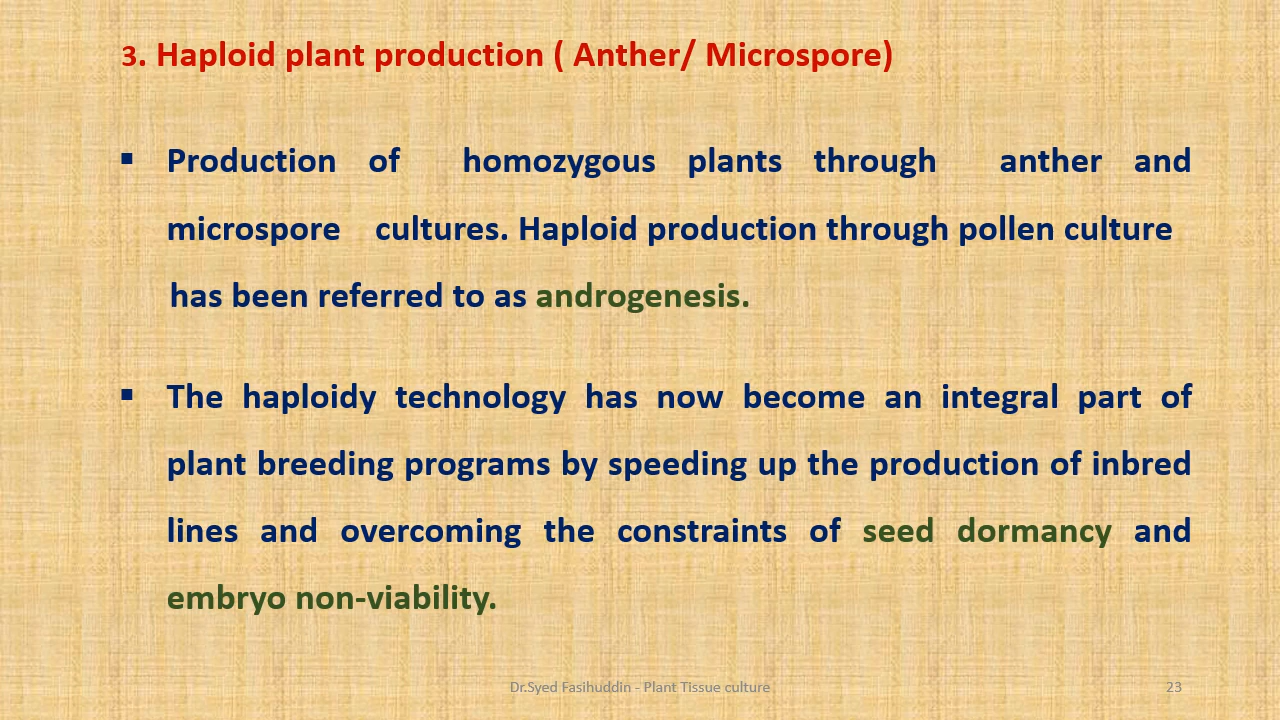 3. Haploid plant production ( Anther/ Microspore)
▪ Production of homozygous plants through anther and
microspore cultures. Haploid production through pollen culture
has been referred to as androgenesis.
▪ The haploidy technology has now become an integral part of
plant breeding programs by speeding up the production of inbred
lines and overcoming the constraints of seed dormancy and
embryo non-viability.
Dr.Syed Fasihuddin - Plant Tissue culture
23